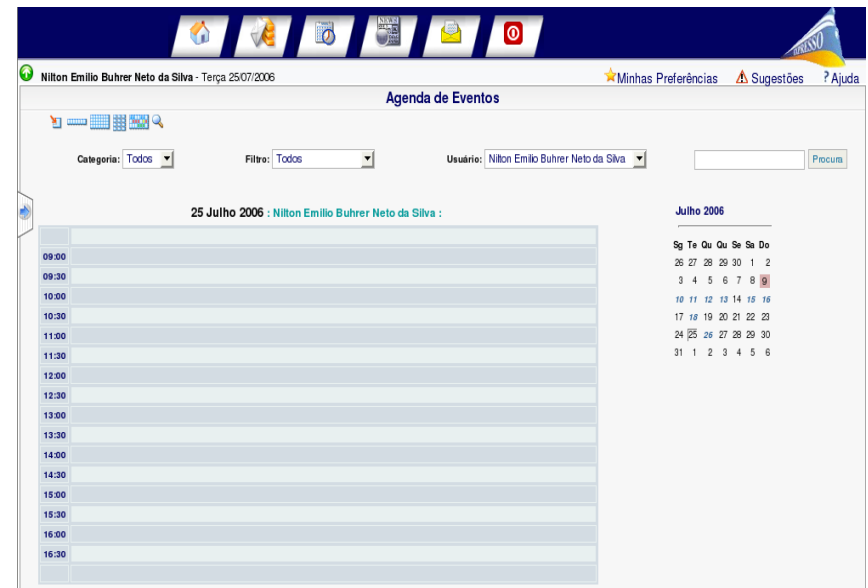 NEWS
EXPRESSO
Nilton Emilio Buhrer Neto da Silva - Terça 25/07/2006
Minhas Preferências
Sugestões
? Ajuda
Agenda de Eventos
Categoria: Todos
Filtro: Todos
Usuário: Nilton Emilio Buhrer Neto da Silva
Procura
25 Julho 2006 : Nilton Emilio Buhrer Neto da Silva :
09:00
09:30
10:00
10:30
11:00
11:30
12:00
12:30
13:00
13:30
14:00
14:30
15:00
15:30
16:00
16:30
Julho 2006
Sg Te Qu Qu Se Sa Do
26 27 28 29 30 1 2
3 4 5 6 7 8 9
10 11 12 13 14 15 16
17 18 19 20 21 22 23
24 25 26 27 28 29 30
31 1 2 3 4 5 6